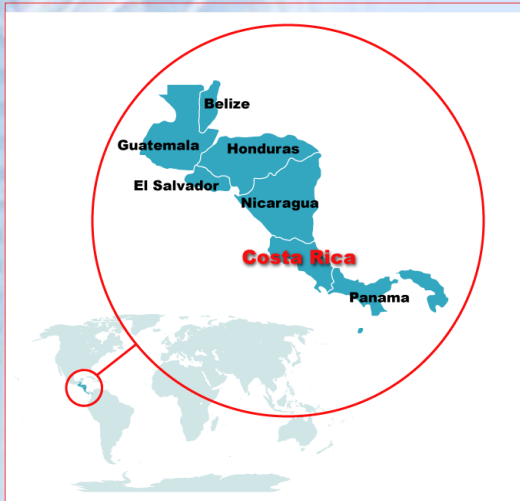 Belize
Guatemala
Honduras
El Salvador
Nicaragua
Costa Rica
Panama